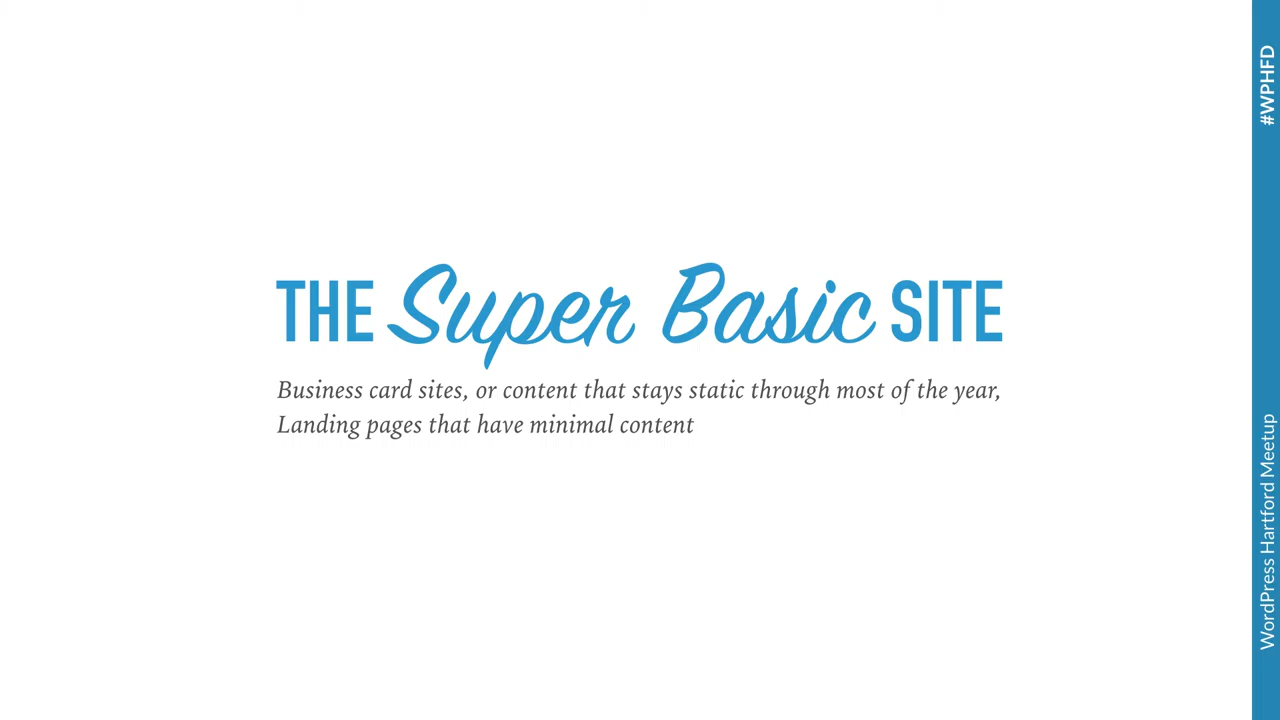 THE Super Basic SITE
Business card sites, or content that stays static through most of the year,
Landing pages that have minimal content
#WPHFD
WordPress Hartford Meetup